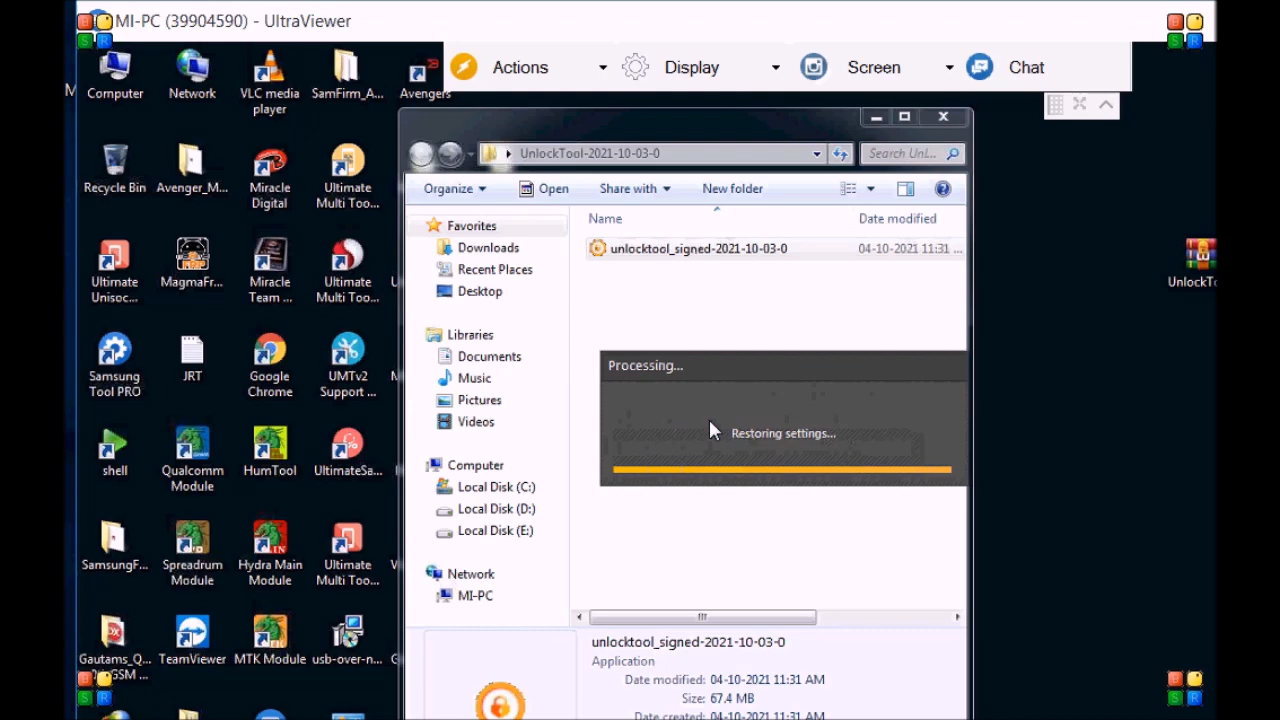 MI-PC (39904590) - UltraViewer
Actions Display Screen Chat
Computer
Network
VLC media
player
SamFirm_A...
Avengers
Recycle Bin
Avenger_M...
Miracle
Digital
Ultimate
Multi Too...
Ultimate
Unisoc...
MagmaFr...
Miracle
Team ...
Ultimate
Multi Too...
Samsung
Tool PRO
JRT
Google
Chrome
UMTv2
Support ...
shell
Qualcomm
Module
HumTool
UltimateSa...
SamsungF...
Spreadrum
Module
Hydra Main
Module
Ultimate
Multi Too...
Gautams_Q...
TeamViewer
MTK Module
usb-over-n...
UnlockTo
UnlockTool-2021-10-03-0
Search Unl...
Organize Open Share with New folder
Favorites
Downloads
Recent Places
Desktop
Libraries
Documents
Music
Pictures
Videos
Computer
Local Disk (C:)
Local Disk (D:)
Local Disk (E:)
Network
MI-PC
Name Date modified
unlocktool_signed-2021-10-03-0 04-10-2021 11:31 ...
Processing...
Restoring settings...
unlocktool_signed-2021-10-03-0
Application
Date modified: 04-10-2021 11:31 AM
Size: 67.4 MB
Date created: 04-10-2021 11:31 AM